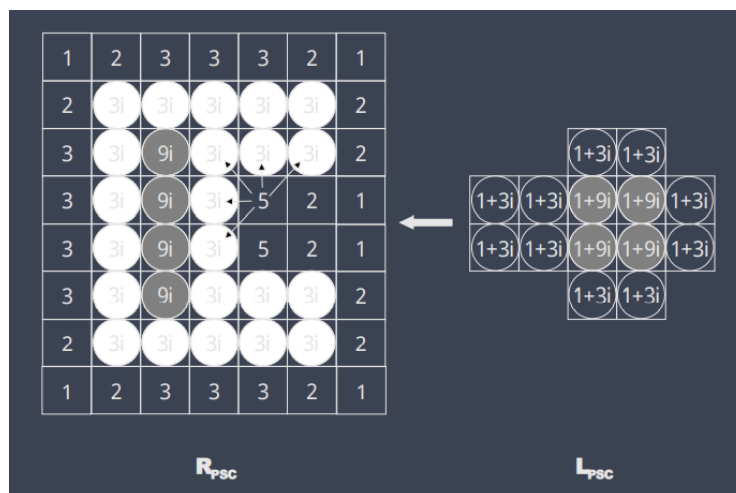 1 2 3 3 3 2 1
2 3i 3i 3i 3i 3i 2
3 3i 9i 3i 3i 3i 2
3 3i 9i 3i 5 2 1
3 3i 9i 3i 5 2 1
3 3i 9i 3i 3i 3i 2
2 3i 3i 3i 3i 3i 2
1 2 3 3 3 2 1
RPSC
1+3i 1+3i
1+3i 1+3i 1+9i 1+9i 1+3i
1+3i 1+3i 1+9i 1+9i 1+3i
1+3i 1+3i
LPSC